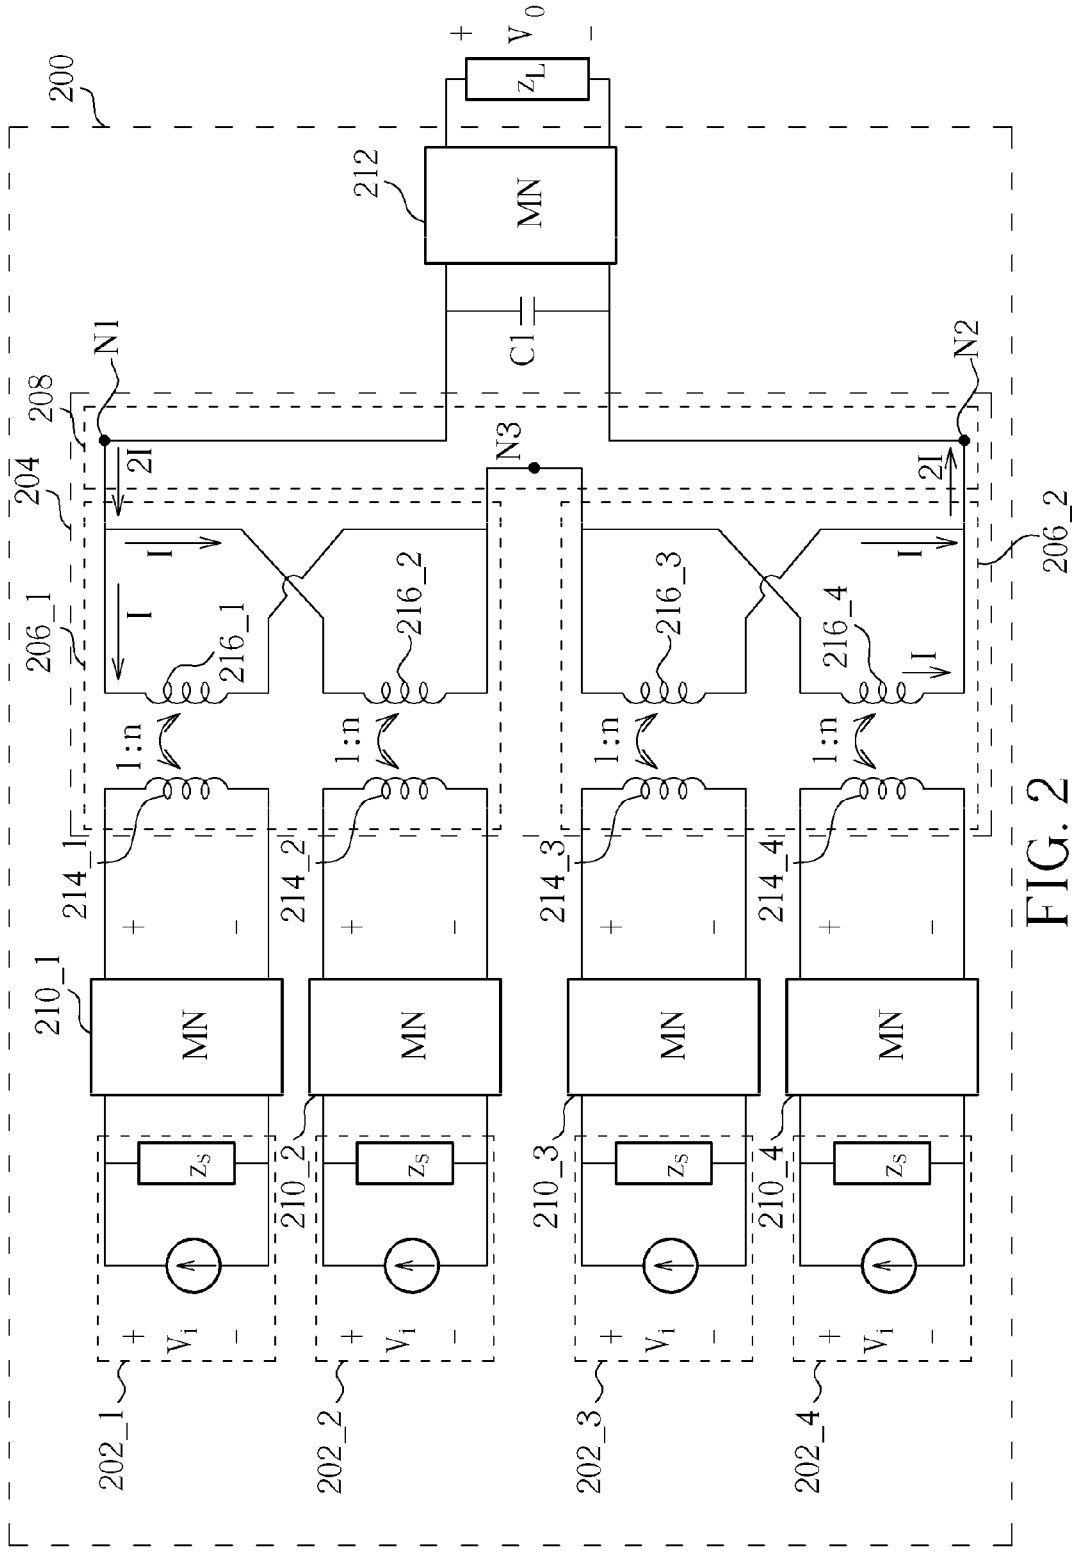 200
+
V0
−
ZL
212
MN
C1
N1
N2
N3
208
204
206_1
206_2
2I
2I
I
I
I
I
216_1
216_2
216_3
216_4
1:n
1:n
1:n
1:n
214_1
214_2
214_3
214_4
+
−
+
−
+
−
+
−
210_1
210_2
210_3
210_4
MN
MN
MN
MN
Zs
Zs
Zs
Zs
+
Vi
−
+
Vi
−
+
Vi
−
+
Vi
−
202_1
202_2
202_3
202_4
FIG. 2